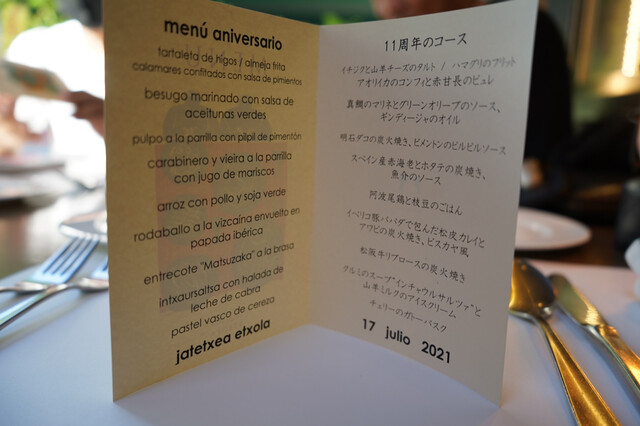 menú aniversario
tartaleta de higos / almeja frita
calamares confitados con salsa de pimientos
besugo marinado con salsa de
aceitunas verdes
pulpo a la parrilla con pilpil de pimentón
carabinero y vieira a la parrilla
con jugo de mariscos
arroz con pollo y soja verde
rodaballo a la vizcaína envuelto en
papada ibérica
entrecote "Matsuzaka" a la brasa
intxaursaltsa con helado de
leche de cabra
pastel vasco de cereza
jatetxea etxola
11周年のコース
イチジクと山羊チーズのタルト / ハマグリのフリット
アオリイカのコンフィと赤甘長のピュレ
真鯛のマリネとグリーンオリーブのソース、
ギンディージャのオイル
明石ダコの炭火焼き、ピメントンのピルピルソース
スペイン産赤海老とホタテの炭焼き、
魚介のソース
阿波尾鶏と枝豆のごはん
イベリコ豚パパダで包んだ松皮カレイと
アワビの炭火焼き、ビスカヤ風
松阪牛リブロースの炭火焼き
クルミのスープ"インチャウルサルツァ"と
山羊ミルクのアイスクリーム
チェリーのガトーバスク
17 julio 2021